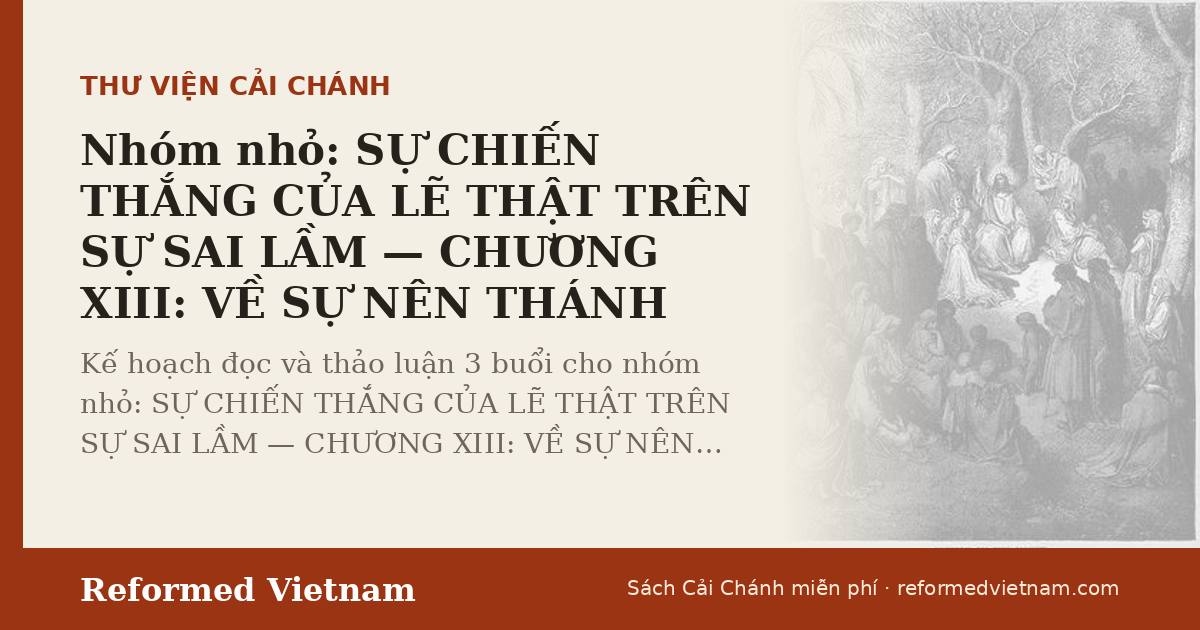 THƯ VIỆN CẢI CHÁNH
Nhóm nhỏ: SỰ CHIẾN
THẮNG CỦA LẼ THẬT TRÊN
SỰ SAI LẦM — CHƯƠNG
XIII: VỀ SỰ NÊN THÁNH
Kế hoạch đọc và thảo luận 3 buổi cho nhóm
nhỏ: SỰ CHIẾN THẮNG CỦA LẼ THẬT TRÊN
SỰ SAI LẦM — CHƯƠNG XIII: VỀ SỰ NÊN...
Reformed Vietnam
Sách Cải Chánh miễn phí · reformedvietnam.com